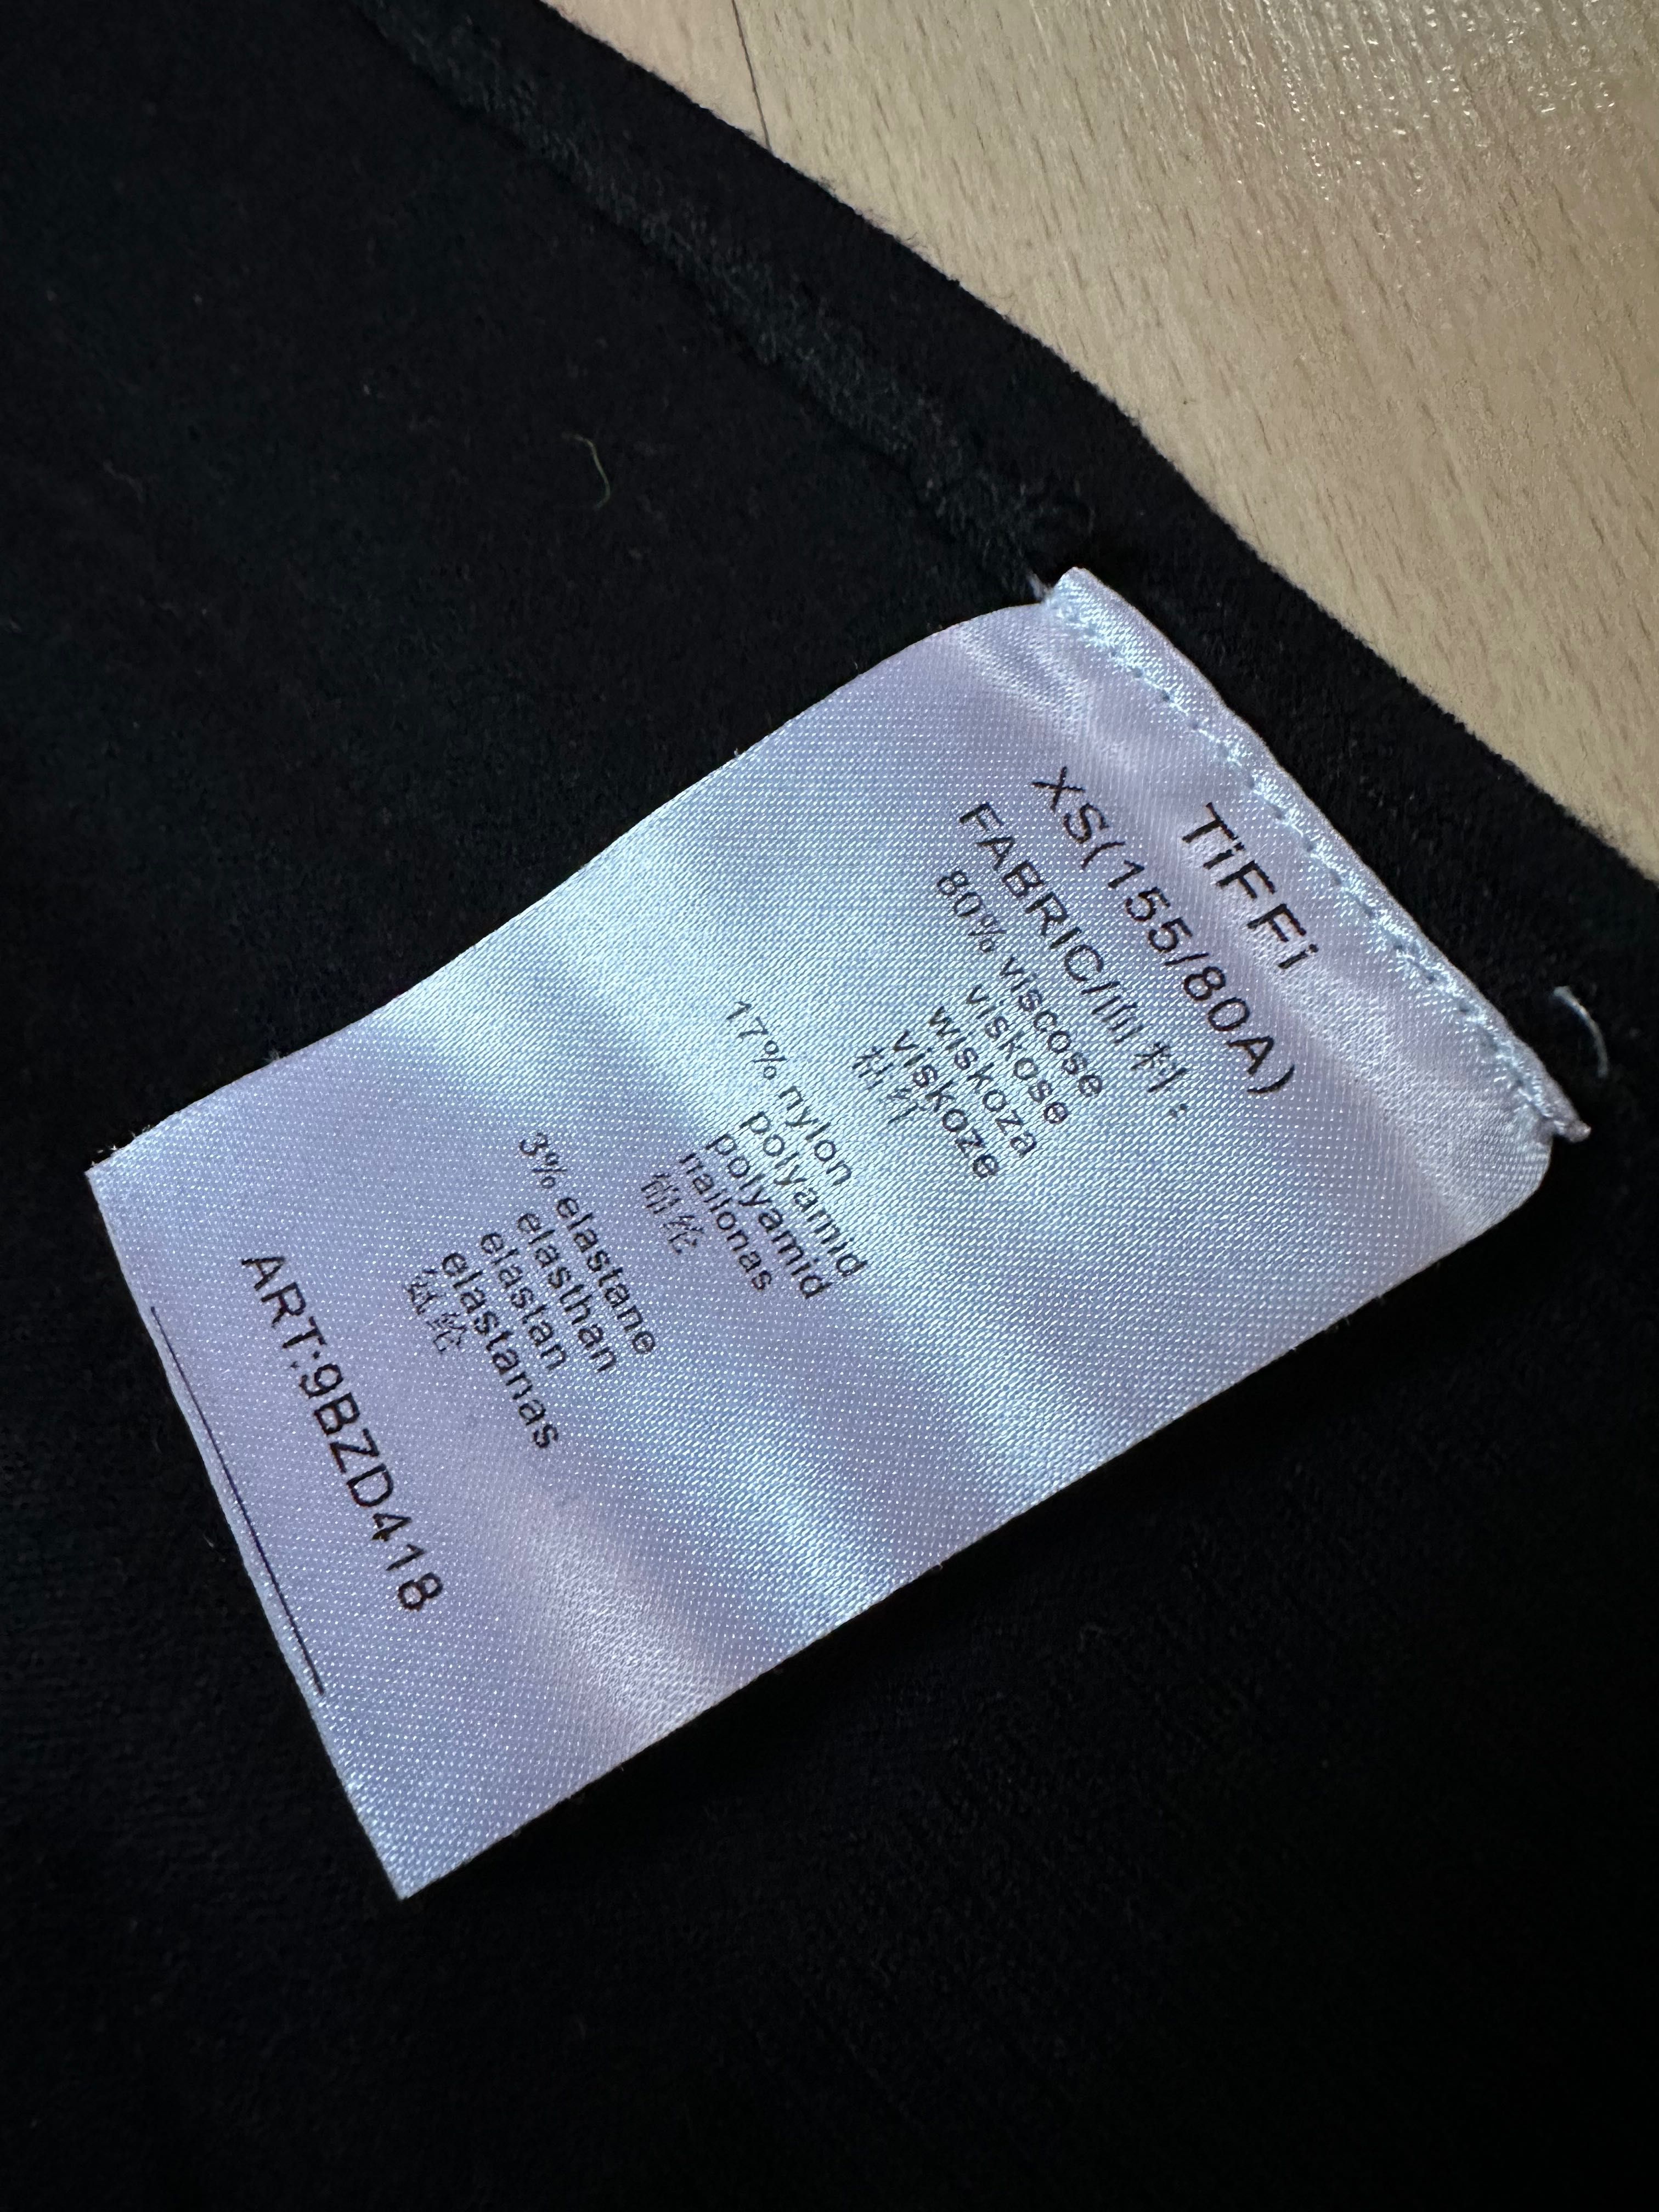 TiFFi
XS(155/80A)
FABRIC/面料:
80% viscose
viskose
wiskoza
viskoze
粘纤
17% nylon
polyamid
polyamid
nailonas
锦纶
3% elastane
elasthan
elastan
elastanas
氨纶
ART:9BZD418